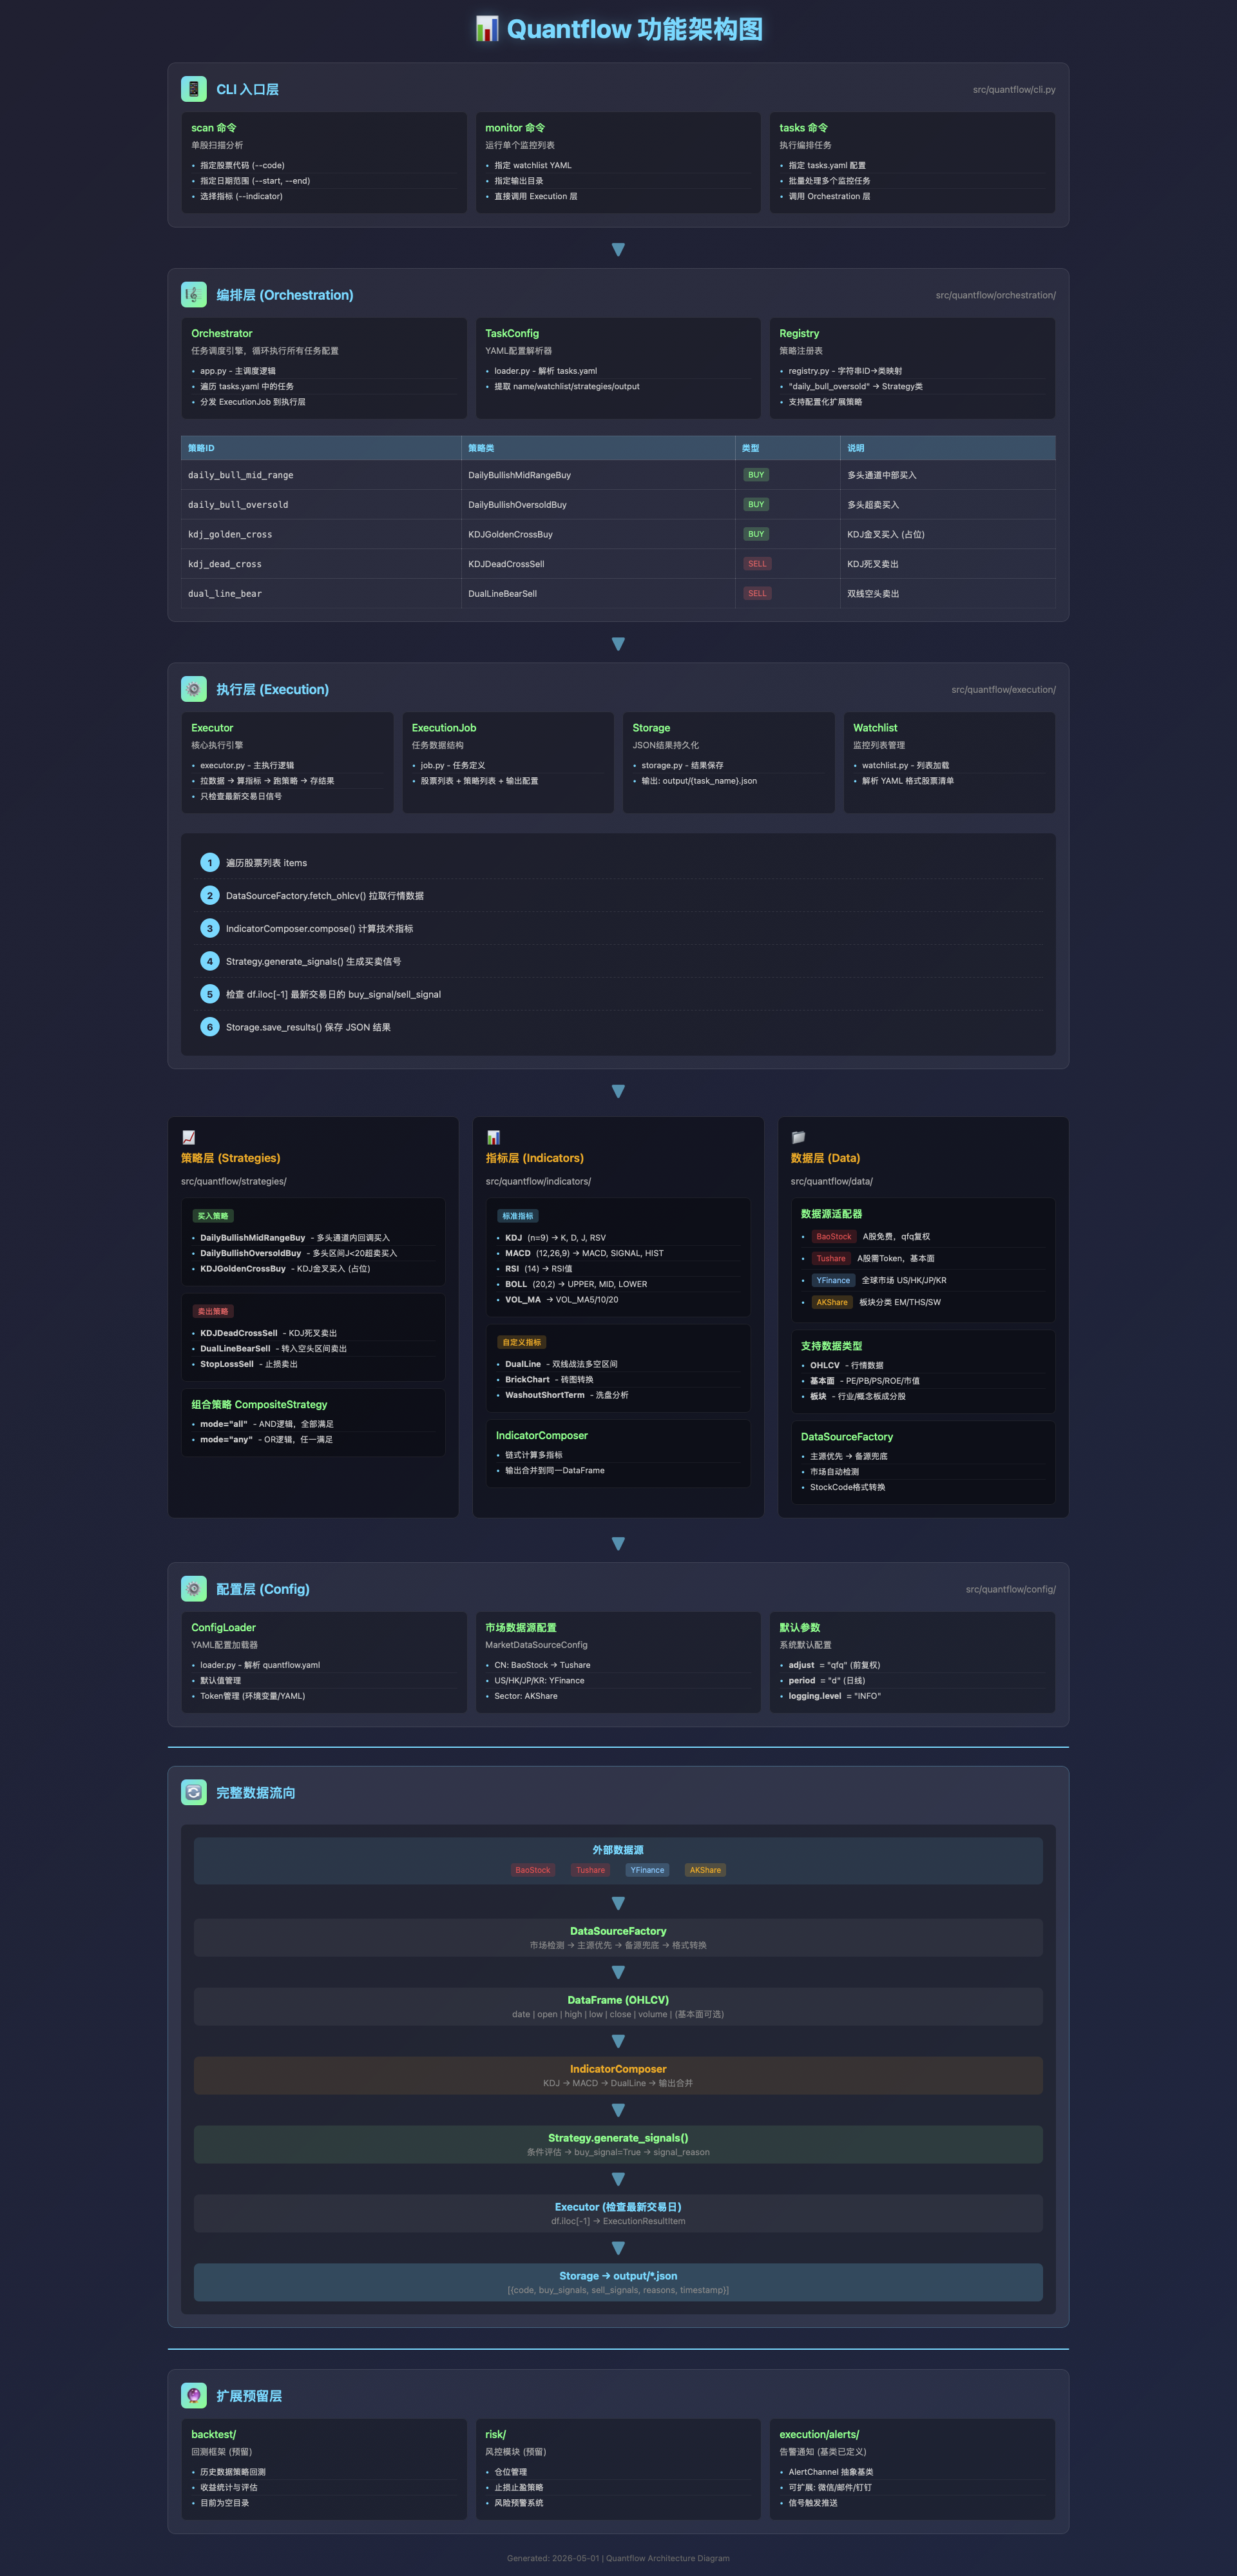 📊 Quantflow 功能架构图
CLI 入口层
src/quantflow/cli.py
scan 命令
单股扫描分析
• 指定股票代码 (--code)
• 指定日期范围 (--start, --end)
• 选择指标 (--indicator)
monitor 命令
运行单个监控列表
• 指定 watchlist YAML
• 指定输出目录
• 直接调用 Execution 层
tasks 命令
执行编排任务
• 指定 tasks.yaml 配置
• 批量处理多个监控任务
• 调用 Orchestration 层
编排层 (Orchestration)
src/quantflow/orchestration/
Orchestrator
任务调度引擎，循环执行所有任务配置
• app.py - 主调度逻辑
• 遍历 tasks.yaml 中的任务
• 分发 ExecutionJob 到执行层
TaskConfig
YAML配置解析器
• loader.py - 解析 tasks.yaml
• 提取 name/watchlist/strategies/output
Registry
策略注册表
• registry.py - 字符串ID→类映射
• "daily_bull_oversold" → Strategy类
• 支持配置化扩展策略
策略ID 策略类 类型 说明
daily_bull_mid_range DailyBullishMidRangeBuy BUY 多头通道中部买入
daily_bull_oversold DailyBullishOversoldBuy BUY 多头超卖买入
kdj_golden_cross KDJGoldenCrossBuy BUY KDJ金叉买入 (占位)
kdj_dead_cross KDJDeadCrossSell SELL KDJ死叉卖出
dual_line_bear DualLineBearSell SELL 双线空头卖出
执行层 (Execution)
src/quantflow/execution/
Executor
核心执行引擎
• executor.py - 主执行逻辑
• 拉数据 → 算指标 → 跑策略 → 存结果
• 只检查最新交易日信号
ExecutionJob
任务数据结构
• job.py - 任务定义
• 股票列表 + 策略列表 + 输出配置
Storage
JSON结果持久化
• storage.py - 结果保存
• 输出: output/{task_name}.json
Watchlist
监控列表管理
• watchlist.py - 列表加载
• 解析 YAML 格式股票清单
1 遍历股票列表 items
2 DataSourceFactory.fetch_ohlcv() 拉取行情数据
3 IndicatorComposer.compose() 计算技术指标
4 Strategy.generate_signals() 生成买卖信号
5 检查 df.iloc[-1] 最新交易日的 buy_signal/sell_signal
6 Storage.save_results() 保存 JSON 结果
策略层 (Strategies)
src/quantflow/strategies/
买入策略
• DailyBullishMidRangeBuy - 多头通道内回调买入
• DailyBullishOversoldBuy - 多头区间J<20超卖买入
• KDJGoldenCrossBuy - KDJ金叉买入 (占位)
卖出策略
• KDJDeadCrossSell - KDJ死叉卖出
• DualLineBearSell - 转入空头区间卖出
• StopLossSell - 止损卖出
组合策略 CompositeStrategy
• mode="all" - AND逻辑，全部满足
• mode="any" - OR逻辑，任一满足
指标层 (Indicators)
src/quantflow/indicators/
标准指标
• KDJ (n=9) → K, D, J, RSV
• MACD (12,26,9) → MACD, SIGNAL, HIST
• RSI (14) → RSI值
• BOLL (20,2) → UPPER, MID, LOWER
• VOL_MA → VOL_MA5/10/20
自定义指标
• DualLine - 双线战法多空区间
• BrickChart - 砖图转换
• WashoutShortTerm - 洗盘分析
IndicatorComposer
• 链式计算多指标
• 输出合并到同一DataFrame
数据层 (Data)
src/quantflow/data/
数据源适配器
• BaoStock A股免费，qfq复权
• Tushare A股需Token，基本面
• YFinance 全球市场 US/HK/JP/KR
• AKShare 板块分类 EM/THS/SW
支持数据类型
• OHLCV - 行情数据
• 基本面 - PE/PB/PS/ROE/市值
• 板块 - 行业/概念板成分股
DataSourceFactory
• 主源优先 → 备源兜底
• 市场自动检测
• StockCode格式转换
配置层 (Config)
src/quantflow/config/
ConfigLoader
YAML配置加载器
• loader.py - 解析 quantflow.yaml
• 默认值管理
• Token管理 (环境变量/YAML)
市场数据源配置
MarketDataSourceConfig
• CN: BaoStock → Tushare
• US/HK/JP/KR: YFinance
• Sector: AKShare
默认参数
系统默认配置
• adjust = "qfq" (前复权)
• period = "d" (日线)
• logging.level = "INFO"
完整数据流向
外部数据源
BaoStock Tushare YFinance AKShare
DataSourceFactory
市场检测 → 主源优先 → 备源兜底 → 格式转换
DataFrame (OHLCV)
date | open | high | low | close | volume | (基本面可选)
IndicatorComposer
KDJ → MACD → DualLine → 输出合并
Strategy.generate_signals()
条件评估 → buy_signal=True → signal_reason
Executor (检查最新交易日)
df.iloc[-1] → ExecutionResultItem
Storage → output/*.json
[{code, buy_signals, sell_signals, reasons, timestamp}]
扩展预留层
backtest/
回测框架 (预留)
• 历史数据策略回测
• 收益统计与评估
• 目前为空目录
risk/
风控模块 (预留)
• 仓位管理
• 止损止盈策略
• 风险预警系统
execution/alerts/
告警通知 (基类已定义)
• AlertChannel 抽象基类
• 可扩展: 微信/邮件/钉钉
• 信号触发推送
Generated: 2026-05-01 | Quantflow Architecture Diagram